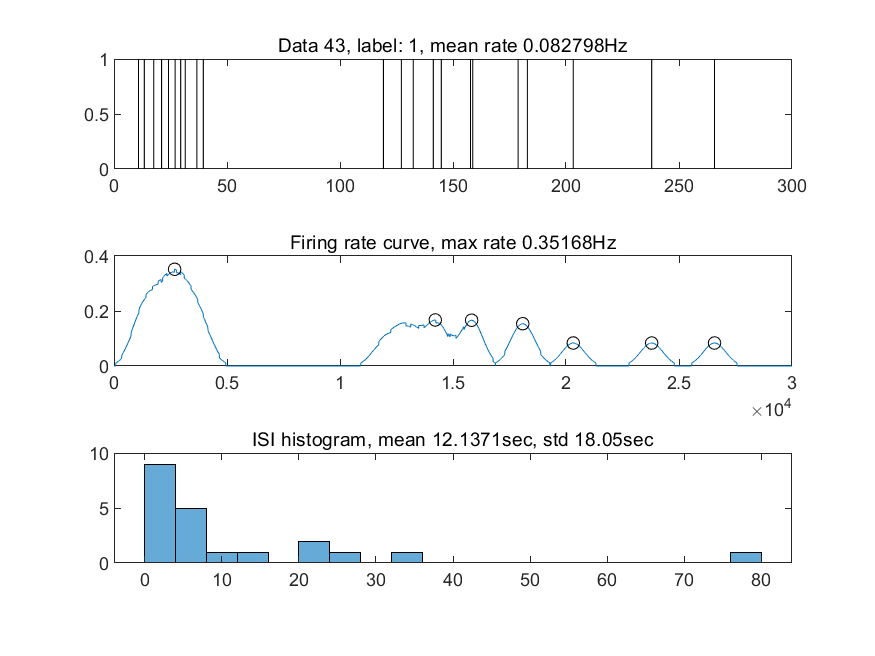 Data 43, label: 1, mean rate 0.082798Hz
1
0.5
0
0 50 100 150 200 250 300
Firing rate curve, max rate 0.35168Hz
0.4
0.2
0
0 0.5 1 1.5 2 2.5 3
×10^4
ISI histogram, mean 12.1371sec, std 18.05sec
10
5
0
0 10 20 30 40 50 60 70 80